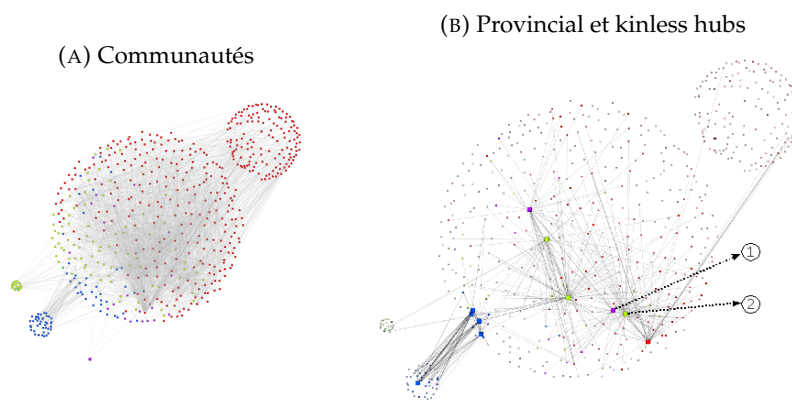 (A) Communautés
(B) Provincial et kinless hubs
①
②